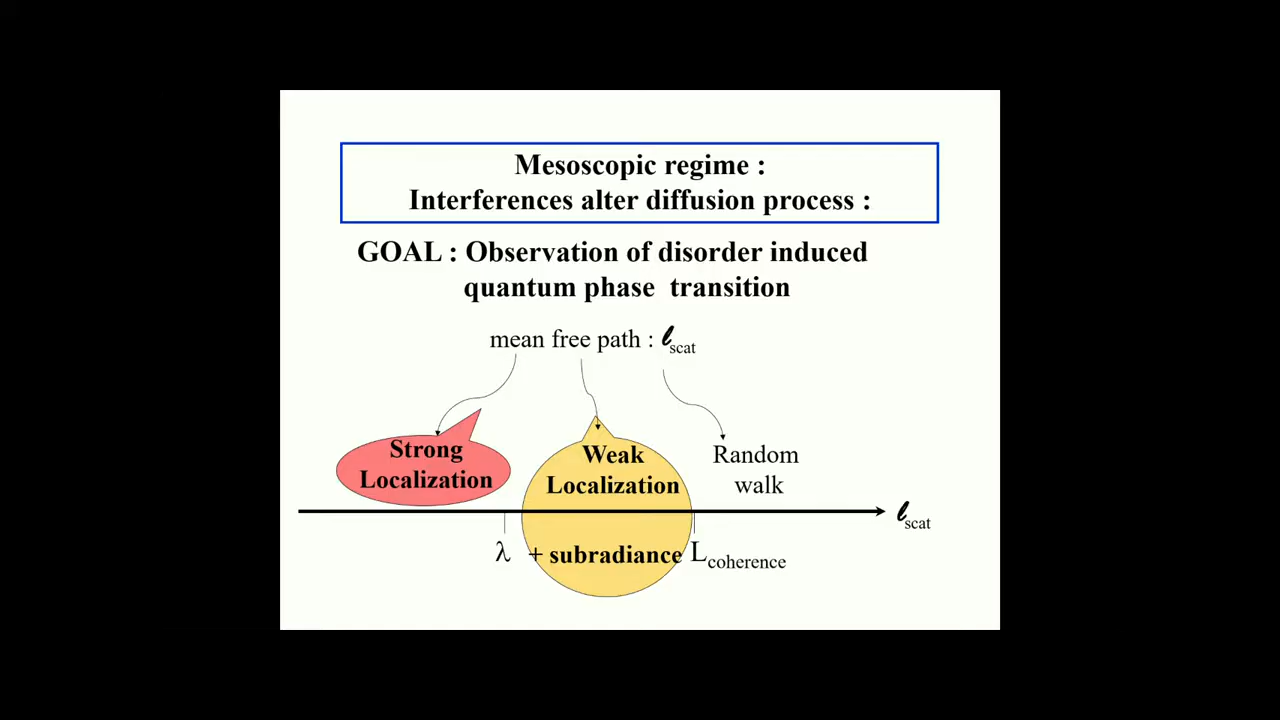 Mesoscopic regime :
Interferences alter diffusion process :
GOAL : Observation of disorder induced
quantum phase transition
mean free path : ℓscat
Strong
Localization
Weak
Localization
Random
walk
ℓscat
λ
+ subradiance
Lcoherence